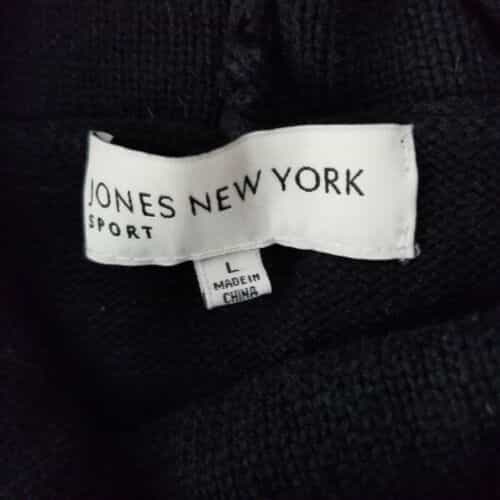 JONES NEW YORK
SPORT
L
MADE IN
CHINA